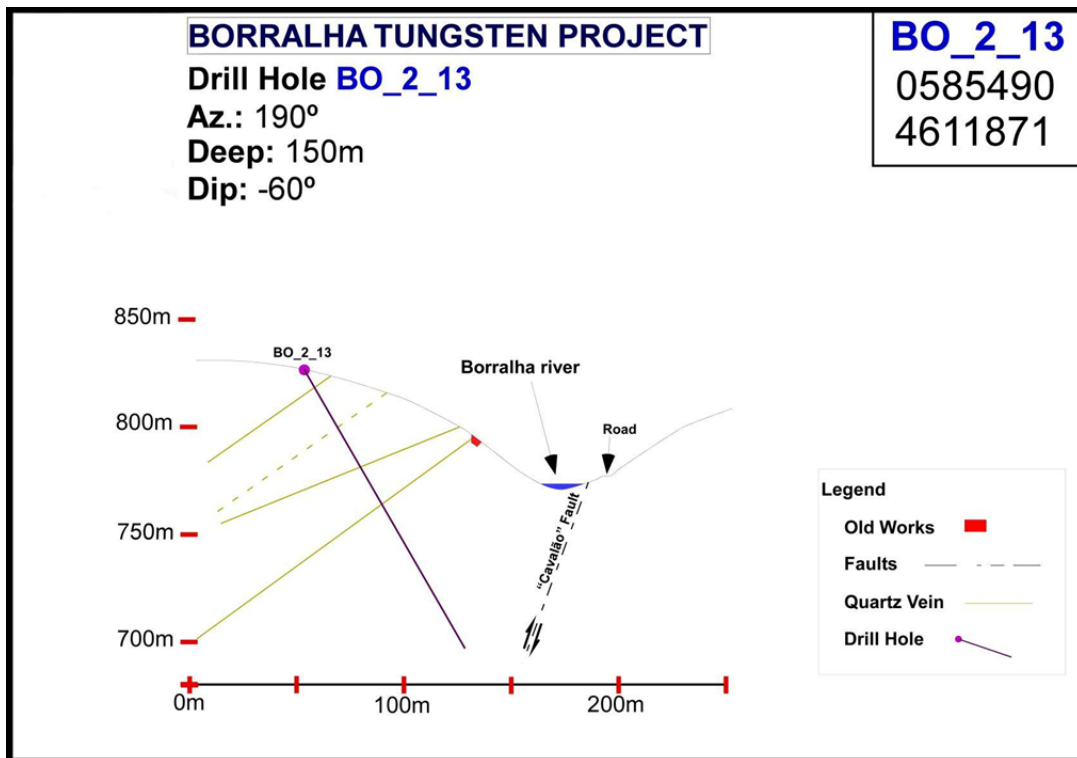 BORRALHA TUNGSTEN PROJECT
Drill Hole BO_2_13
Az.: 190º
Deep: 150m
Dip: -60º
BO_2_13
0585490
4611871
850m
800m
750m
700m
BO_2_13
Borralha river
Road
"Cavalão" Fault
0m
100m
200m
Legend
Old Works
Faults
Quartz Vein
Drill Hole